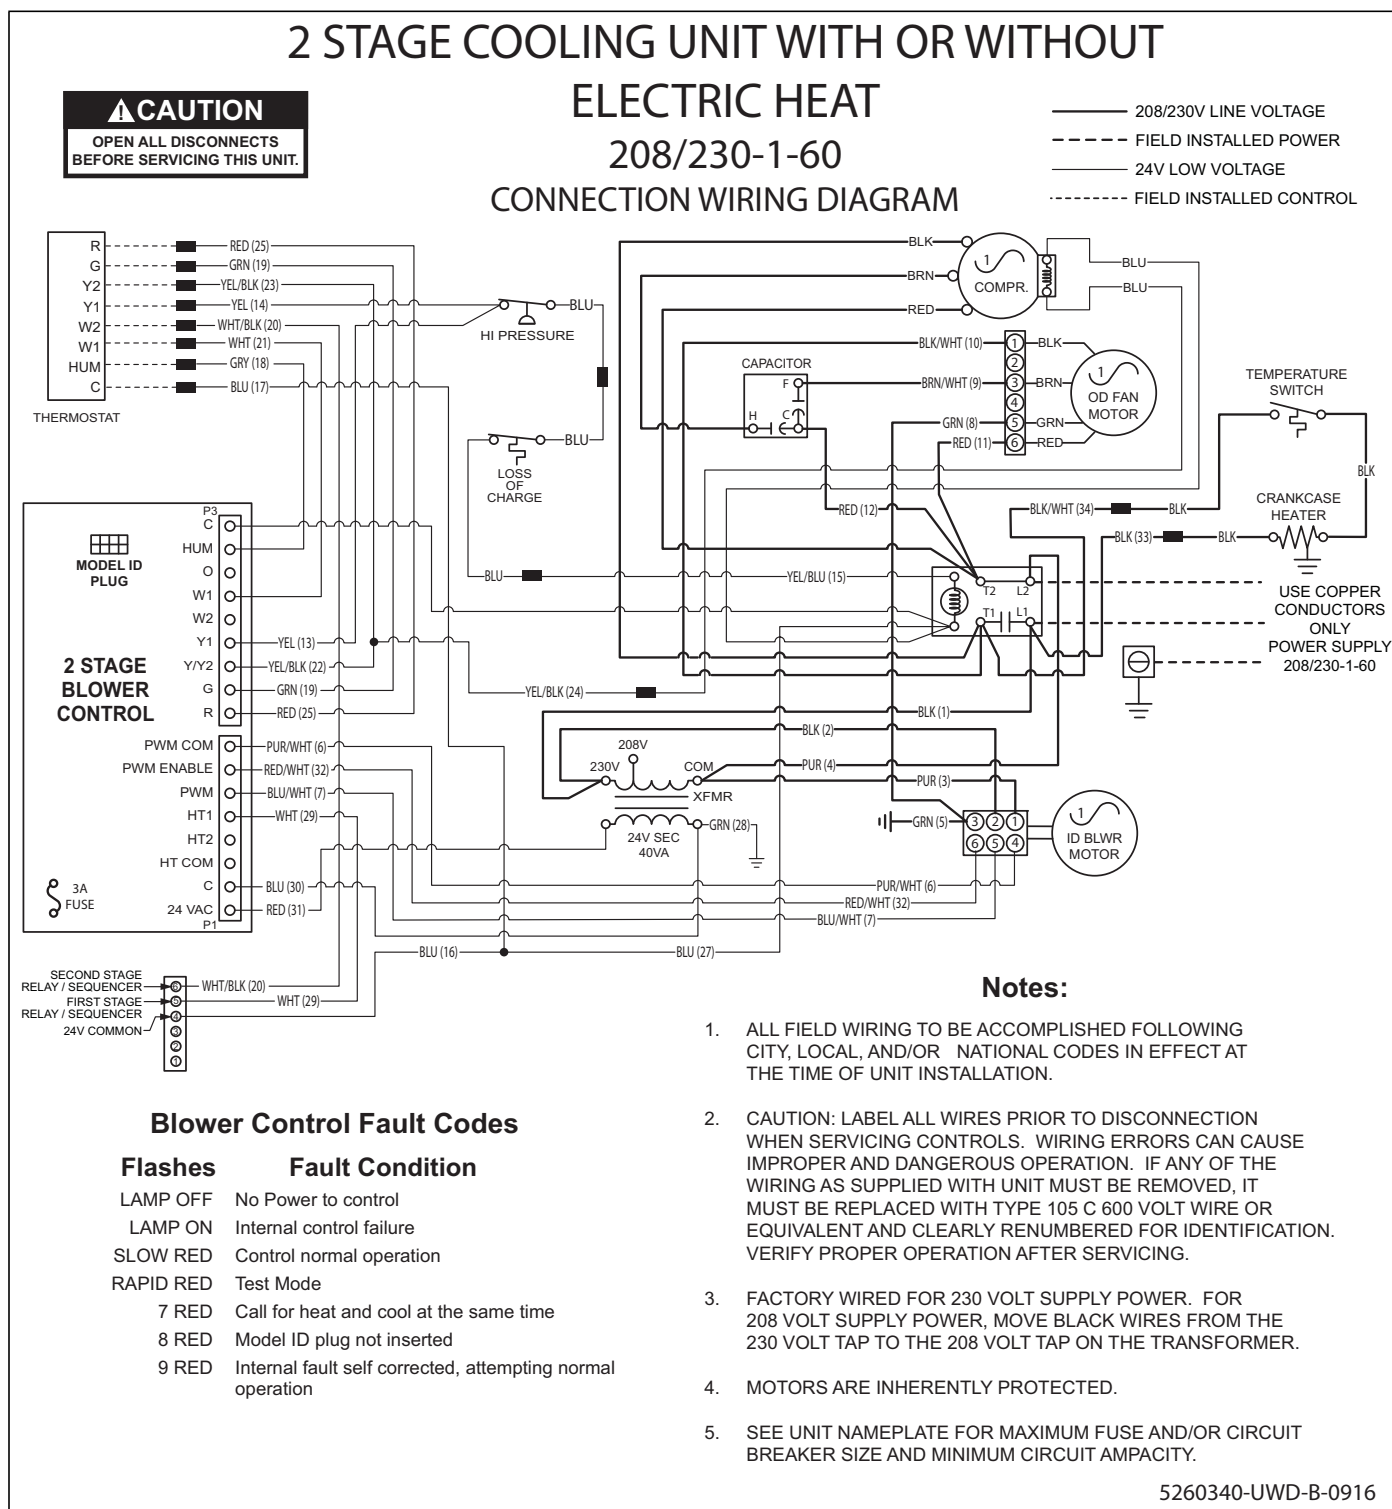 2 STAGE COOLING UNIT WITH OR WITHOUT
ELECTRIC HEAT
208/230-1-60
CONNECTION WIRING DIAGRAM
CAUTION
OPEN ALL DISCONNECTS
BEFORE SERVICING THIS UNIT.
208/230V LINE VOLTAGE
FIELD INSTALLED POWER
24V LOW VOLTAGE
FIELD INSTALLED CONTROL
R
RED (25)
G
GRN (19)
Y2
YEL/BLK (23)
Y1
YEL (14)
W2
WHT/BLK (20)
W1
WHT (21)
HUM
GRY (18)
C
BLU (17)
THERMOSTAT
HI PRESSURE
BLU
LOSS
OF
CHARGE
BLU
BLK
BRN
RED
1
COMPR.
BLU
BLU
CAPACITOR
F
H
C
BLK/WHT (10)
1
BLK
2
BRN/WHT (9)
3
BRN
4
GRN (8)
5
GRN
RED (11)
6
RED
1
OD FAN
MOTOR
TEMPERATURE
SWITCH
BLK
CRANKCASE
HEATER
RED (12)
BLK/WHT (34)
BLK
BLK (33)
BLK
BLU
YEL/BLU (15)
T2
L2
T1
L1
USE COPPER
CONDUCTORS
ONLY
POWER SUPPLY
208/230-1-60
MODEL ID
PLUG
2 STAGE
BLOWER
CONTROL
3A
FUSE
P3
C
HUM
O
W1
W2
Y1
YEL (13)
Y/Y2
YEL/BLK (22)
G
GRN (19)
R
RED (25)
PWM COM
PUR/WHT (6)
PWM ENABLE
RED/WHT (32)
PWM
BLU/WHT (7)
HT1
WHT (29)
HT2
HT COM
C
BLU (30)
24 VAC
RED (31)
P1
YEL/BLK (24)
BLK (1)
BLK (2)
208V
230V
COM
PUR (4)
PUR (3)
XFMR
24V SEC
40VA
GRN (28)
GRN (5)
3
2
1
6
5
4
1
ID BLWR
MOTOR
PUR/WHT (6)
RED/WHT (32)
BLU/WHT (7)
BLU (16)
BLU (27)
SECOND STAGE
RELAY / SEQUENCER
FIRST STAGE
RELAY / SEQUENCER
24V COMMON
6
5
4
3
2
1
WHT/BLK (20)
WHT (29)
Blower Control Fault Codes
Flashes Fault Condition
LAMP OFF No Power to control
LAMP ON Internal control failure
SLOW RED Control normal operation
RAPID RED Test Mode
7 RED Call for heat and cool at the same time
8 RED Model ID plug not inserted
9 RED Internal fault self corrected, attempting normal
operation
Notes:
1. ALL FIELD WIRING TO BE ACCOMPLISHED FOLLOWING
CITY, LOCAL, AND/OR NATIONAL CODES IN EFFECT AT
THE TIME OF UNIT INSTALLATION.
2. CAUTION: LABEL ALL WIRES PRIOR TO DISCONNECTION
WHEN SERVICING CONTROLS. WIRING ERRORS CAN CAUSE
IMPROPER AND DANGEROUS OPERATION. IF ANY OF THE
WIRING AS SUPPLIED WITH UNIT MUST BE REMOVED, IT
MUST BE REPLACED WITH TYPE 105 C 600 VOLT WIRE OR
EQUIVALENT AND CLEARLY RENUMBERED FOR IDENTIFICATION.
VERIFY PROPER OPERATION AFTER SERVICING.
3. FACTORY WIRED FOR 230 VOLT SUPPLY POWER. FOR
208 VOLT SUPPLY POWER, MOVE BLACK WIRES FROM THE
230 VOLT TAP TO THE 208 VOLT TAP ON THE TRANSFORMER.
4. MOTORS ARE INHERENTLY PROTECTED.
5. SEE UNIT NAMEPLATE FOR MAXIMUM FUSE AND/OR CIRCUIT
BREAKER SIZE AND MINIMUM CIRCUIT AMPACITY.
5260340-UWD-B-0916